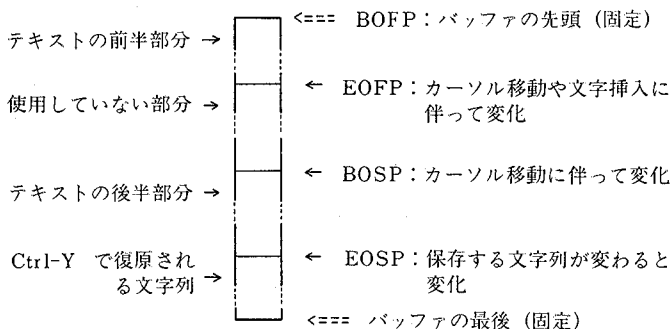 <=== BOFP:バッファの先頭 (固定)
テキストの前半部分 →
← EOFP:カーソル移動や文字挿入に
伴って変化
使用していない部分 →
← BOSP:カーソル移動に伴って変化
テキストの後半部分 →
Ctrl-Y で復原され
る文字列 →
← EOSP:保存する文字列が変わると
変化
<=== バッファの最後 (固定)